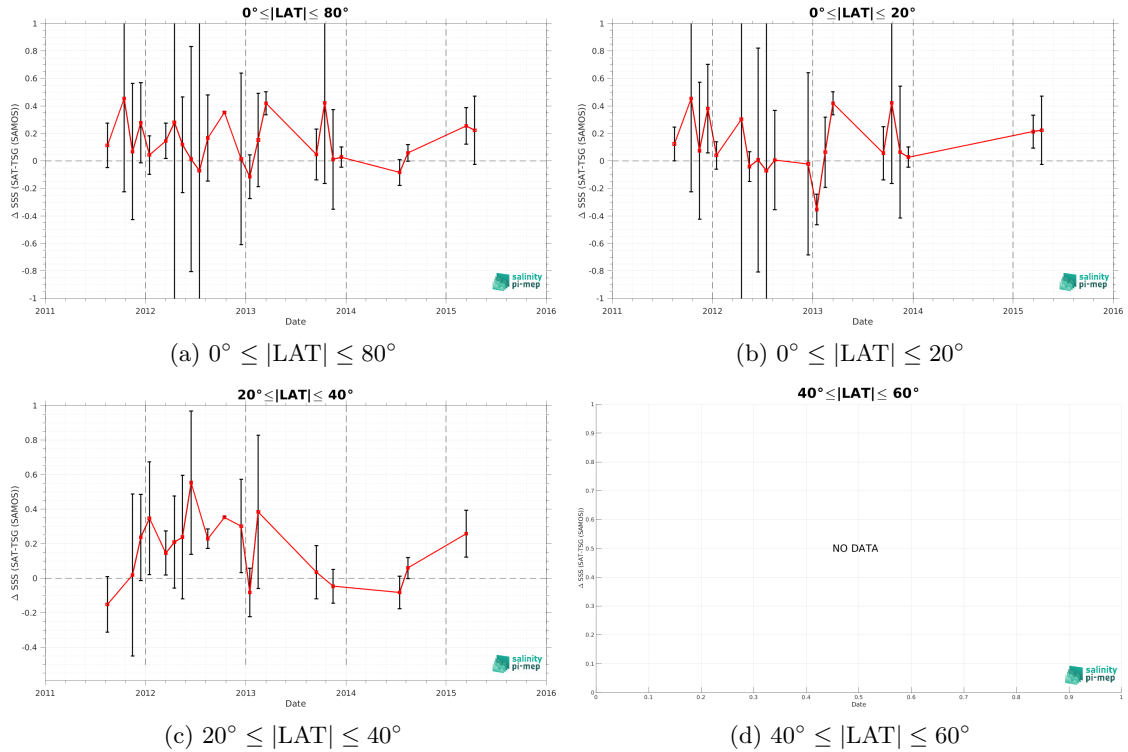 0°≤|LAT|≤ 80°
Δ SSS (SAT-TSG (SAMOS))
1
0.8
0.6
0.4
0.2
0
-0.2
-0.4
-0.6
-0.8
-1
2011 2012 2013 2014 2015 2016
Date
salinity
pi-mep
(a) 0° ≤ |LAT| ≤ 80°
0°≤|LAT|≤ 20°
Δ SSS (SAT-TSG (SAMOS))
1
0.8
0.6
0.4
0.2
0
-0.2
-0.4
-0.6
-0.8
-1
2011 2012 2013 2014 2015 2016
Date
salinity
pi-mep
(b) 0° ≤ |LAT| ≤ 20°
20°≤|LAT|≤ 40°
Δ SSS (SAT-TSG (SAMOS))
1
0.8
0.6
0.4
0.2
0
-0.2
-0.4
2011 2012 2013 2014 2015 2016
Date
salinity
pi-mep
(c) 20° ≤ |LAT| ≤ 40°
40°≤|LAT|≤ 60°
Δ SSS (SAT-TSG (SAMOS))
1
0.9
0.8
0.7
0.6
0.5
0.4
0.3
0.2
0.1
0
NO DATA
0 0.1 0.2 0.3 0.4 0.5 0.6 0.7 0.8 0.9 1
Date
salinity
pi-mep
(d) 40° ≤ |LAT| ≤ 60°